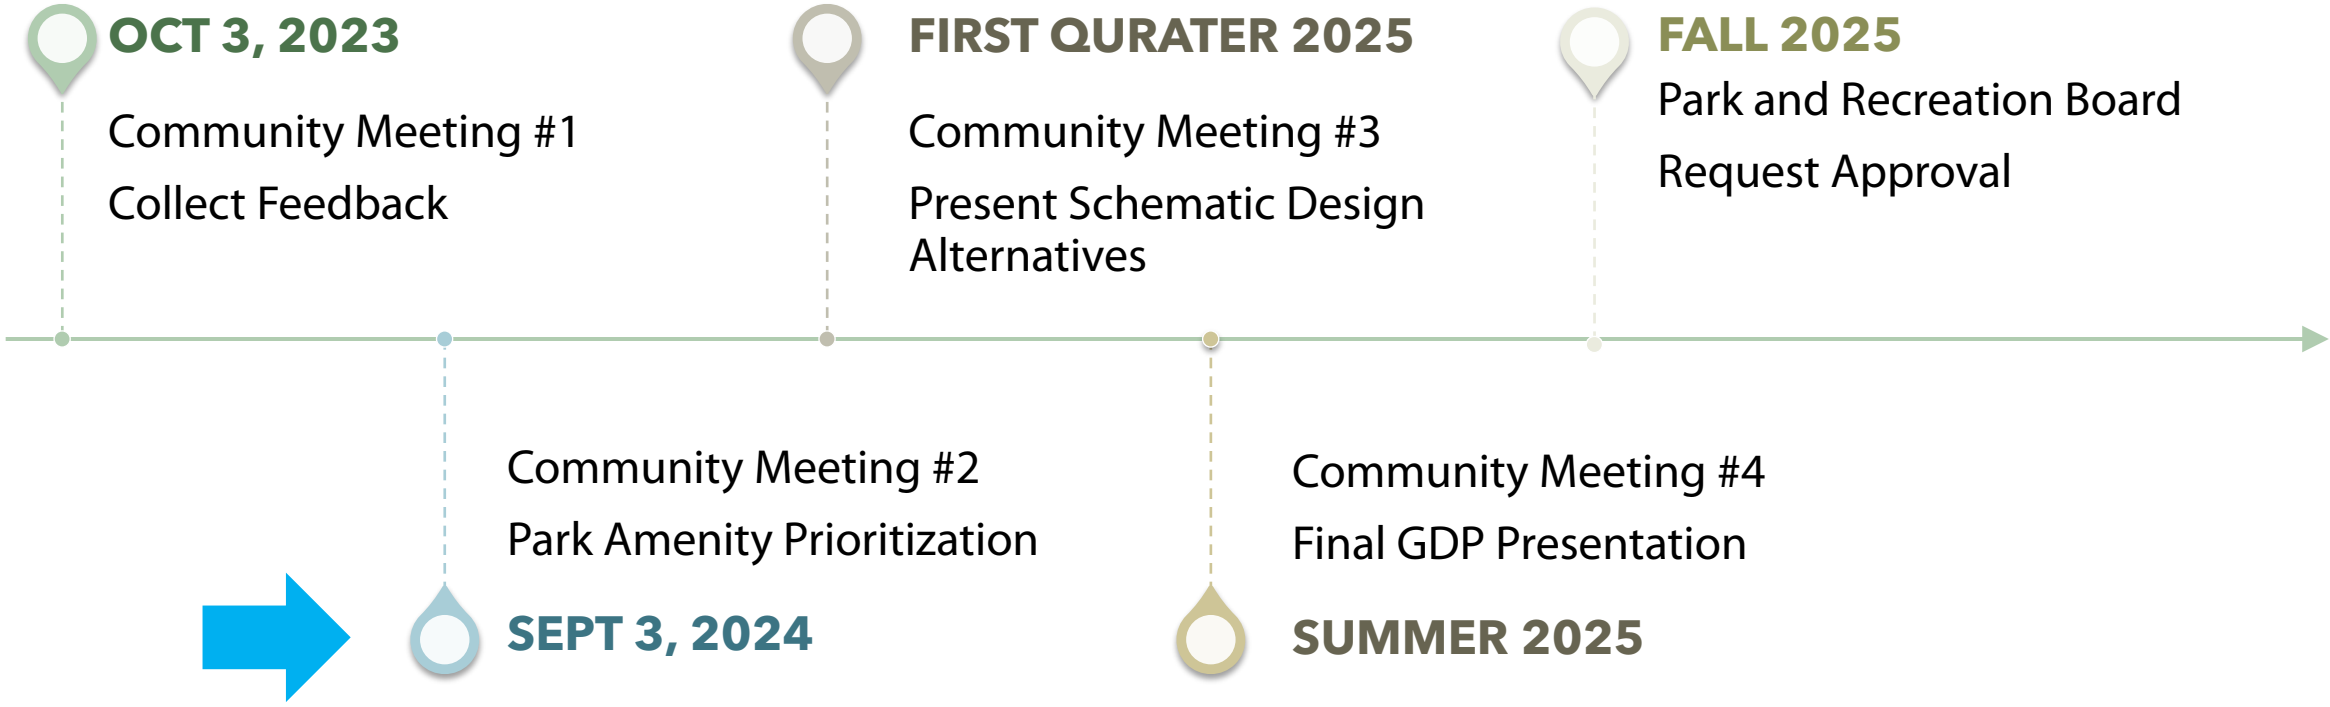 OCT 3, 2023
Community Meeting #1
Collect Feedback
FIRST QURATER 2025
Community Meeting #3
Present Schematic Design
Alternatives
FALL 2025
Park and Recreation Board
Request Approval
Community Meeting #2
Park Amenity Prioritization
SEPT 3, 2024
Community Meeting #4
Final GDP Presentation
SUMMER 2025